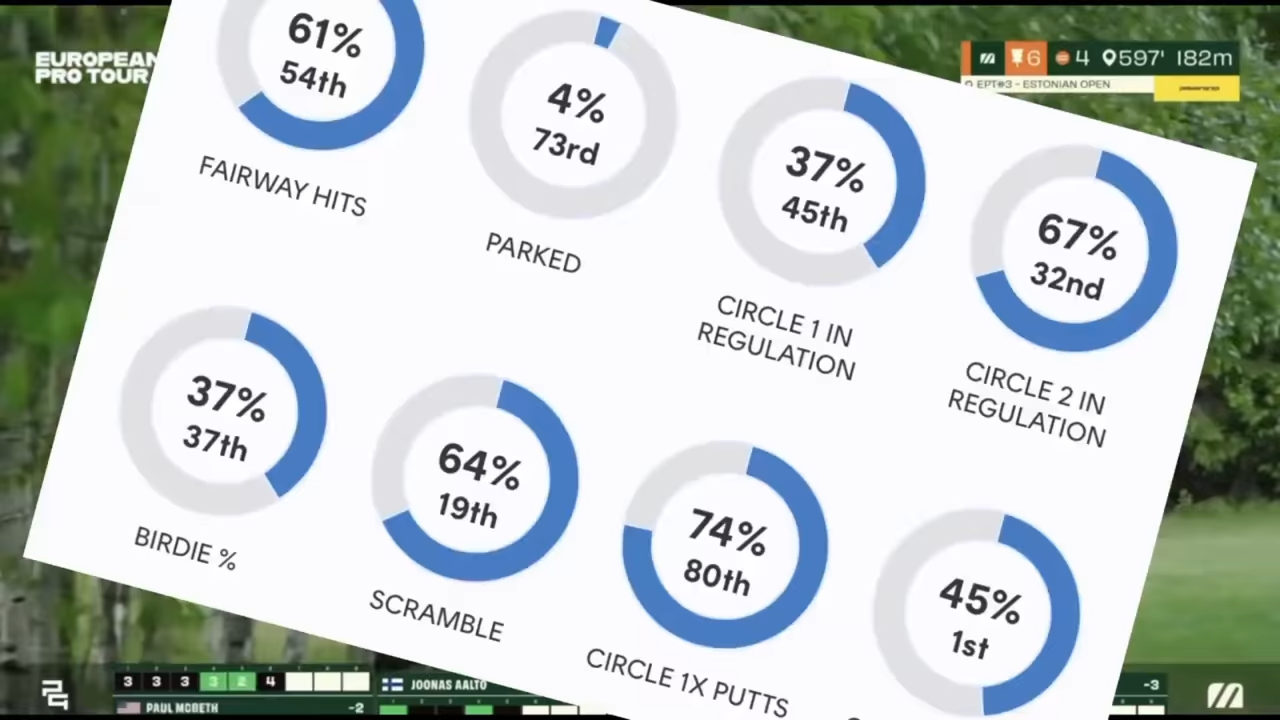 EUROPEAN
PRO TOUR
6 4 597' 182m
EPT#3 - ESTONIAN OPEN
61%
54th
FAIRWAY HITS
4%
73rd
PARKED
37%
45th
CIRCLE 1 IN
REGULATION
67%
32nd
CIRCLE 2 IN
REGULATION
37%
37th
BIRDIE %
64%
19th
SCRAMBLE
74%
80th
CIRCLE 1X PUTTS
45%
1st
3 3 3 3 2 4
PAUL MCBETH -2
JOONAS AALTO
-3